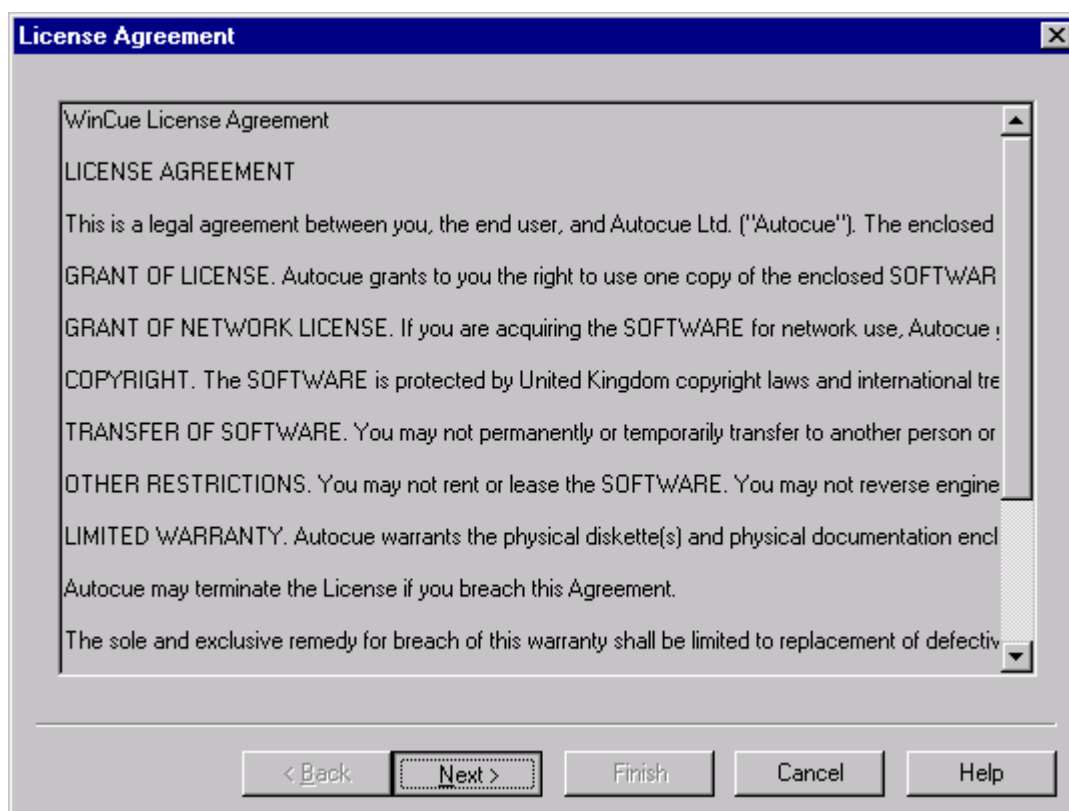 License Agreement
WinCue License Agreement
LICENSE AGREEMENT
This is a legal agreement between you, the end user, and Autocue Ltd. ("Autocue"). The enclosed
GRANT OF LICENSE. Autocue grants to you the right to use one copy of the enclosed SOFTWAR
GRANT OF NETWORK LICENSE. If you are acquiring the SOFTWARE for network use, Autocue
COPYRIGHT. The SOFTWARE is protected by United Kingdom copyright laws and international tre
TRANSFER OF SOFTWARE. You may not permanently or temporarily transfer to another person or
OTHER RESTRICTIONS. You may not rent or lease the SOFTWARE. You may not reverse engine
LIMITED WARRANTY. Autocue warrants the physical diskette(s) and physical documentation encl
Autocue may terminate the License if you breach this Agreement.
The sole and exclusive remedy for breach of this warranty shall be limited to replacement of defectiv
< Back Next > Finish Cancel Help